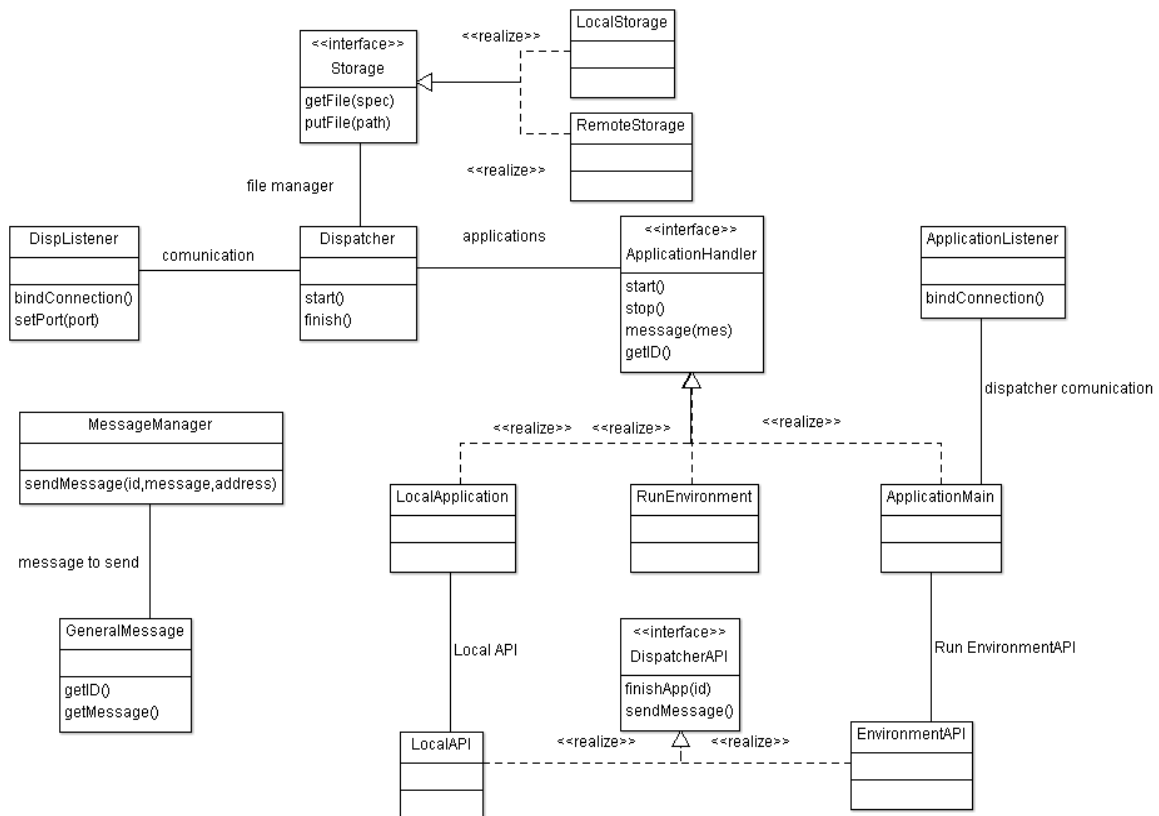 LocalStorage
<<interface>>
Storage
<<realize>>
getFile(spec)
putFile(path)
RemoteStorage
<<realize>>
file manager
DispListener
bindConnection()
setPort(port)
comunication
Dispatcher
start()
finish()
applications
<<interface>>
ApplicationHandler
start()
stop()
message(mes)
getID()
ApplicationListener
bindConnection()
dispatcher comunication
MessageManager
sendMessage(id,message,address)
<<realize>>
<<realize>>
<<realize>>
LocalApplication
RunEnvironment
ApplicationMain
message to send
GeneralMessage
getID()
getMessage()
Local API
<<interface>>
DispatcherAPI
finishApp(id)
sendMessage()
Run EnvironmentAPI
LocalAPI
<<realize>>
<<realize>>
EnvironmentAPI